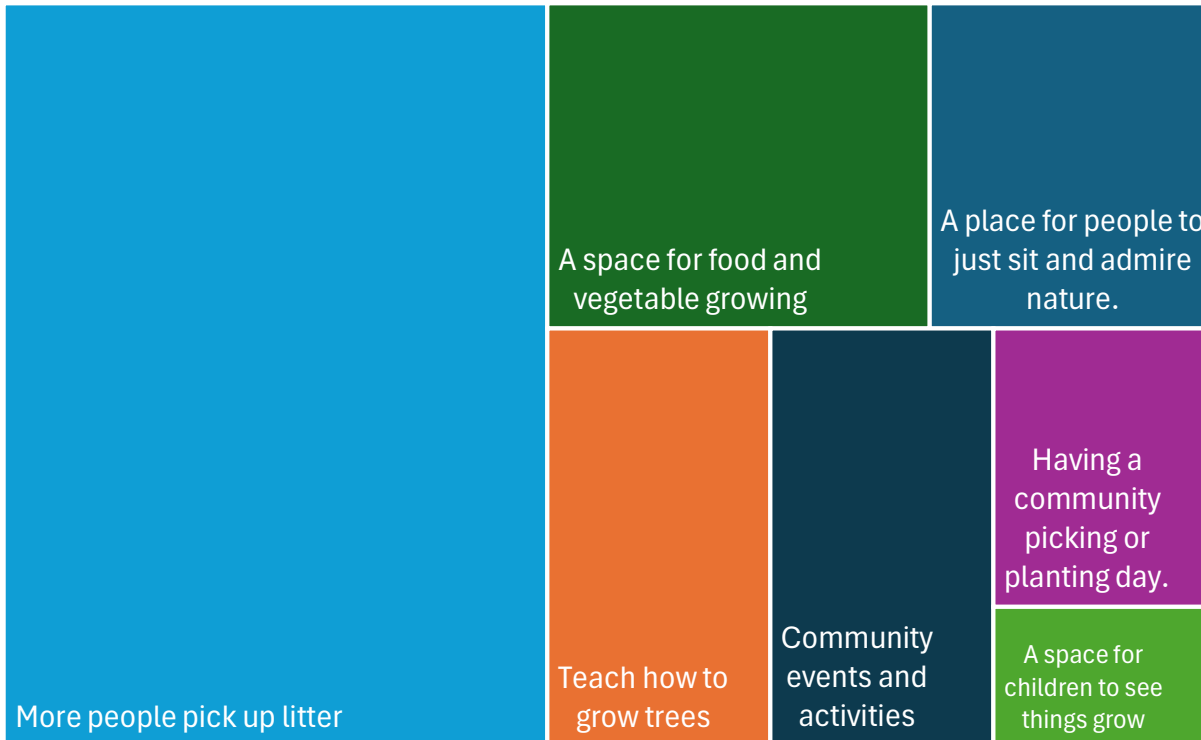 A space for food and
vegetable growing
A place for people to
just sit and admire
nature.
More people pick up litter
Teach how to
grow trees
Community
events and
activities
Having a
community
picking or
planting day.
A space for
children to see
things grow